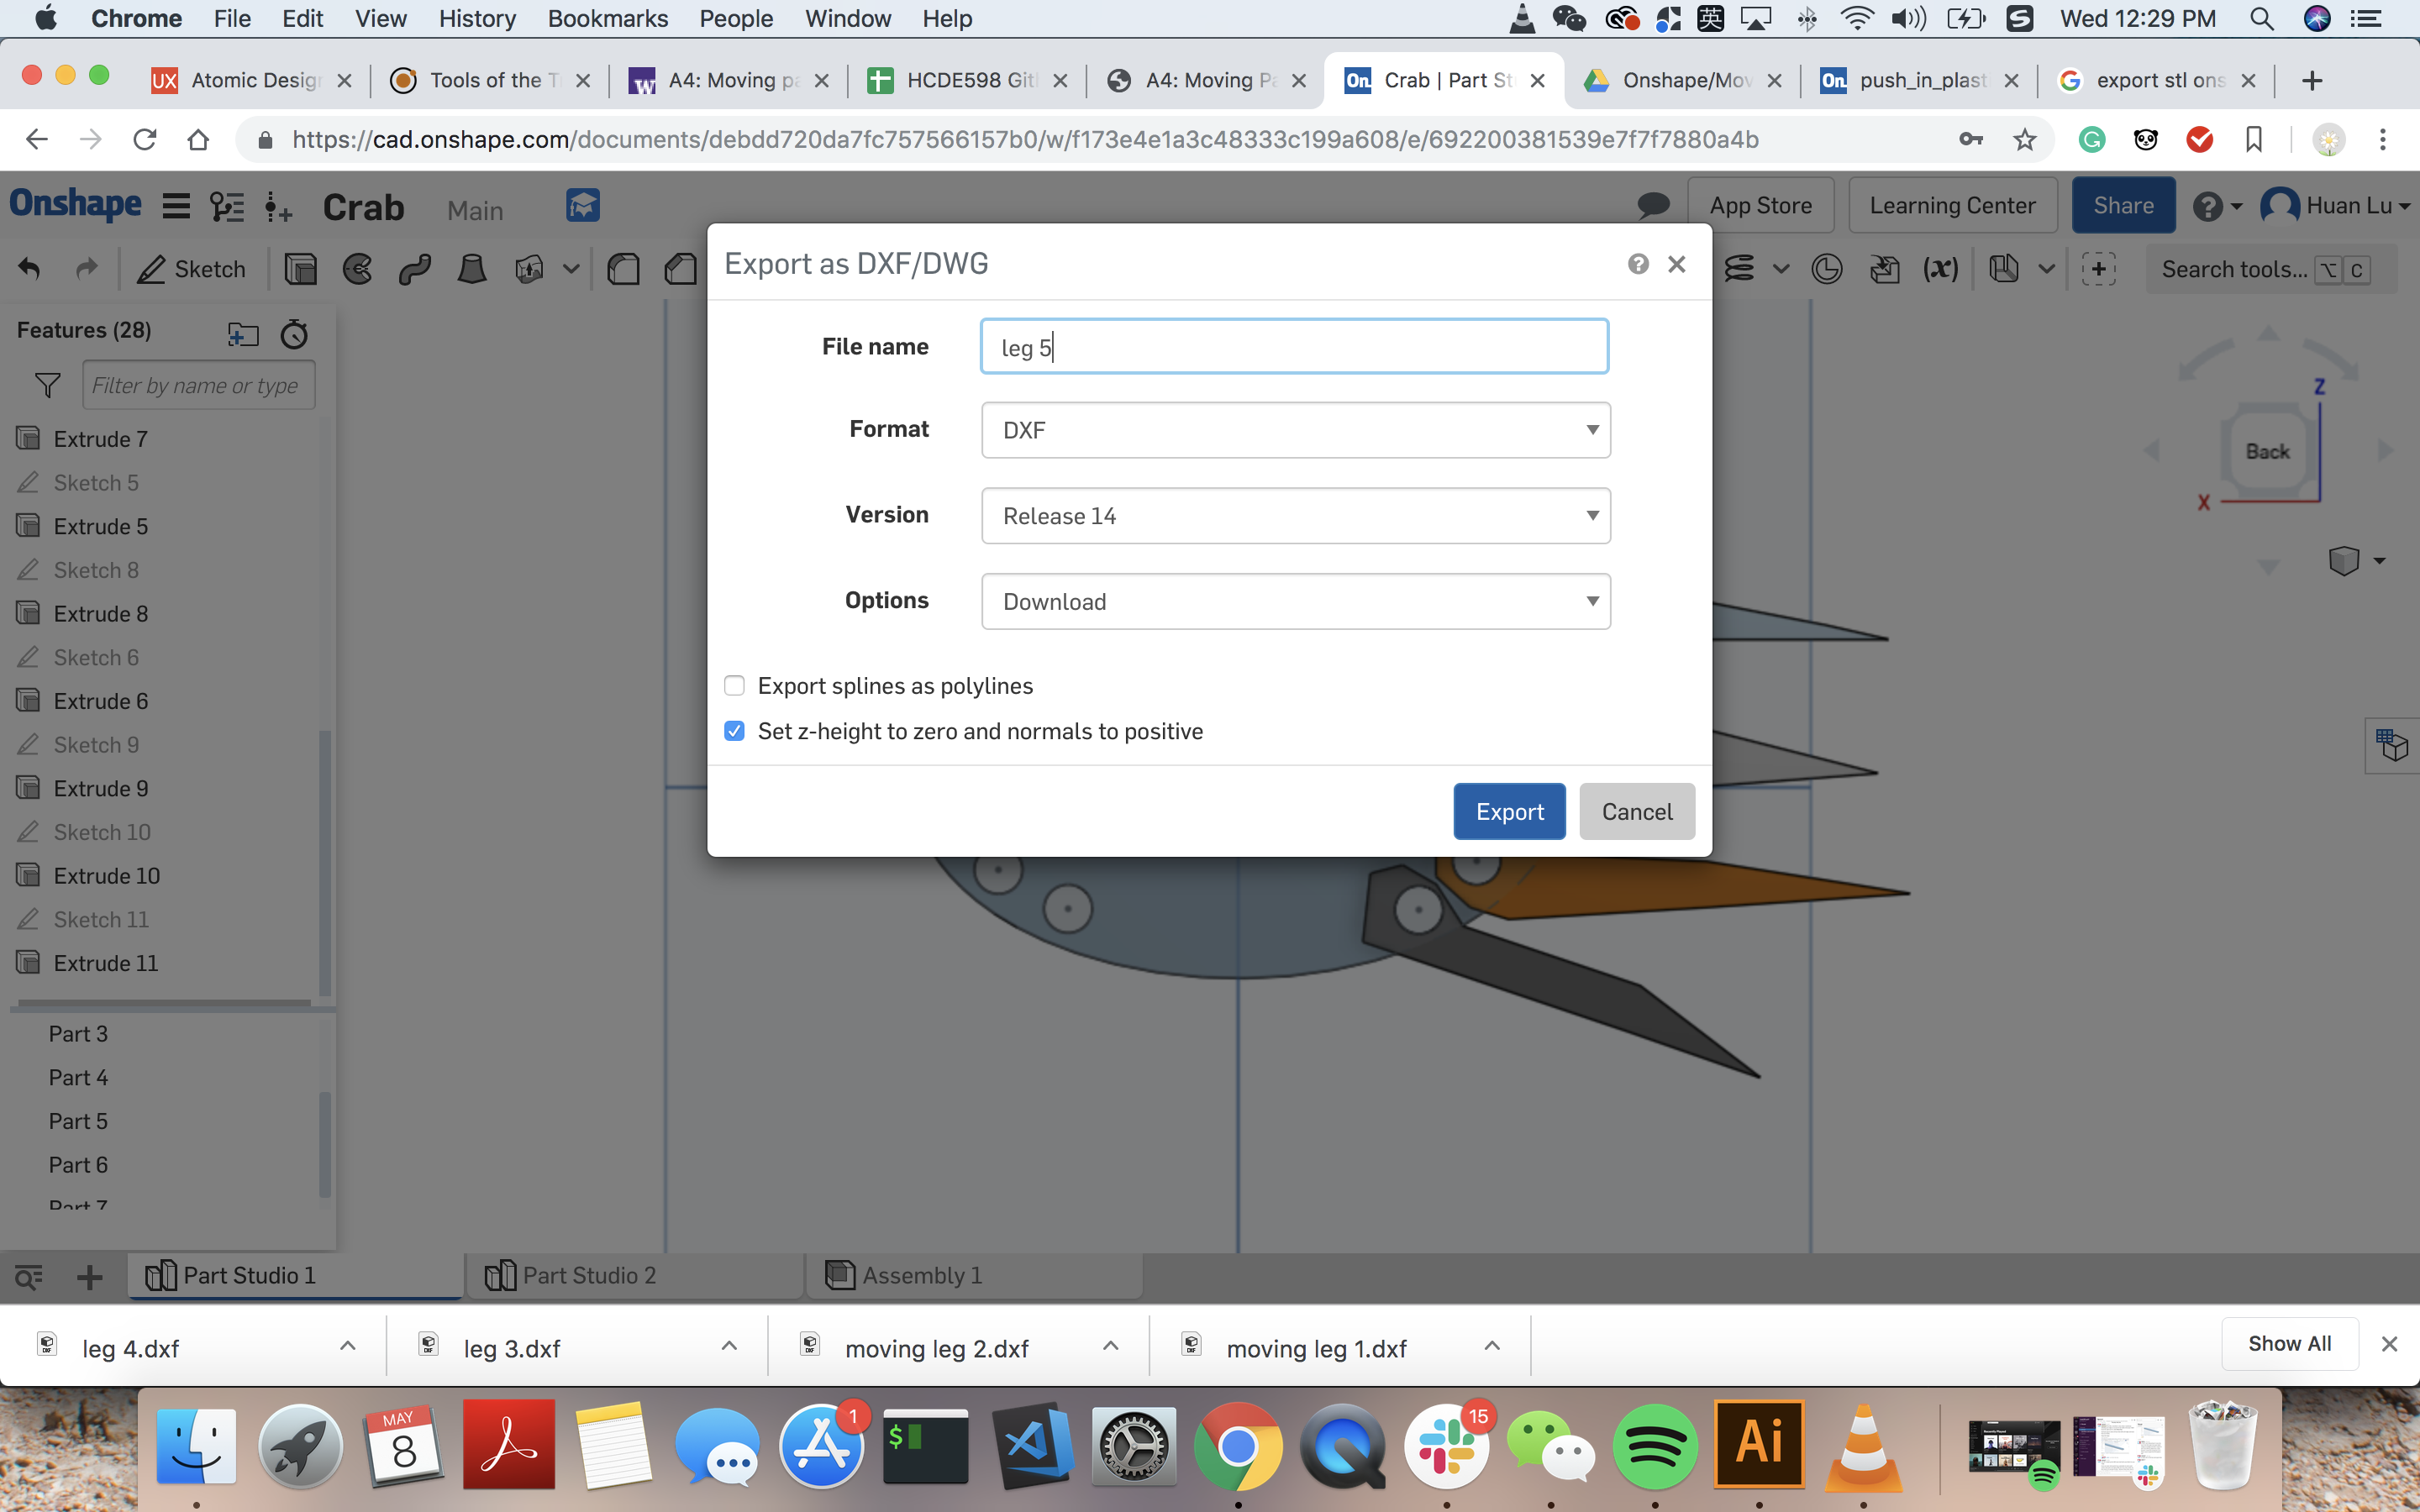 Chrome File Edit View History Bookmarks People Window Help 英 Wed 12:29 PM
UX Atomic Design Tools of the T W A4: Moving pa HCDE598 Git A4: Moving Pa On Crab | Part St Onshape/Mov On push_in_plast export stl ons
https://cad.onshape.com/documents/debdd720da7fc757566157b0/w/f173e4e1a3c48333c199a608/e/692200381539e7f7f7880a4b
Onshape Crab Main App Store Learning Center Share Huan Lu
Sketch (x) Search tools... ⌥ C
Export as DXF/DWG
File name leg 5
Format DXF
Version Release 14
Options Download
Export splines as polylines
Set z-height to zero and normals to positive
Export Cancel
Features (28)
Filter by name or type
Extrude 7
Sketch 5
Extrude 5
Sketch 8
Extrude 8
Sketch 6
Extrude 6
Sketch 9
Extrude 9
Sketch 10
Extrude 10
Sketch 11
Extrude 11
Part 3
Part 4
Part 5
Part 6
Part 7
Z
Back
X
Part Studio 1 Part Studio 2 Assembly 1
leg 4.dxf leg 3.dxf moving leg 2.dxf moving leg 1.dxf Show All
MAY
8
1
$
15
Ai